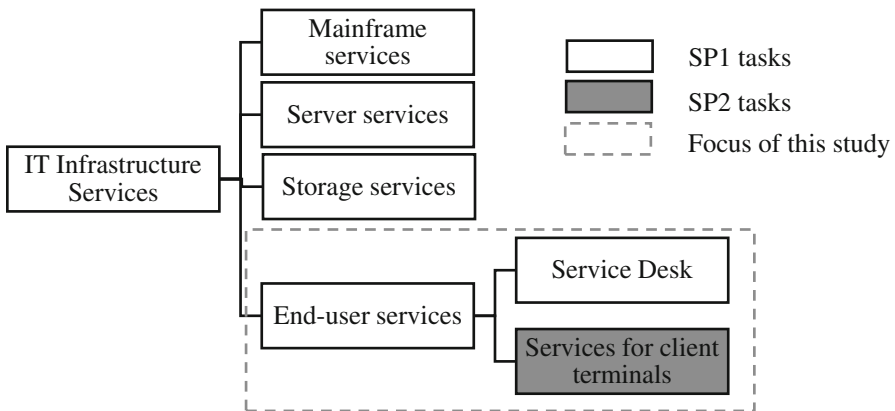 Mainframe
services
SP1 tasks
Server services
SP2 tasks
Focus of this study
IT Infrastructure
Services
Storage services
Service Desk
End-user services
Services for client
terminals